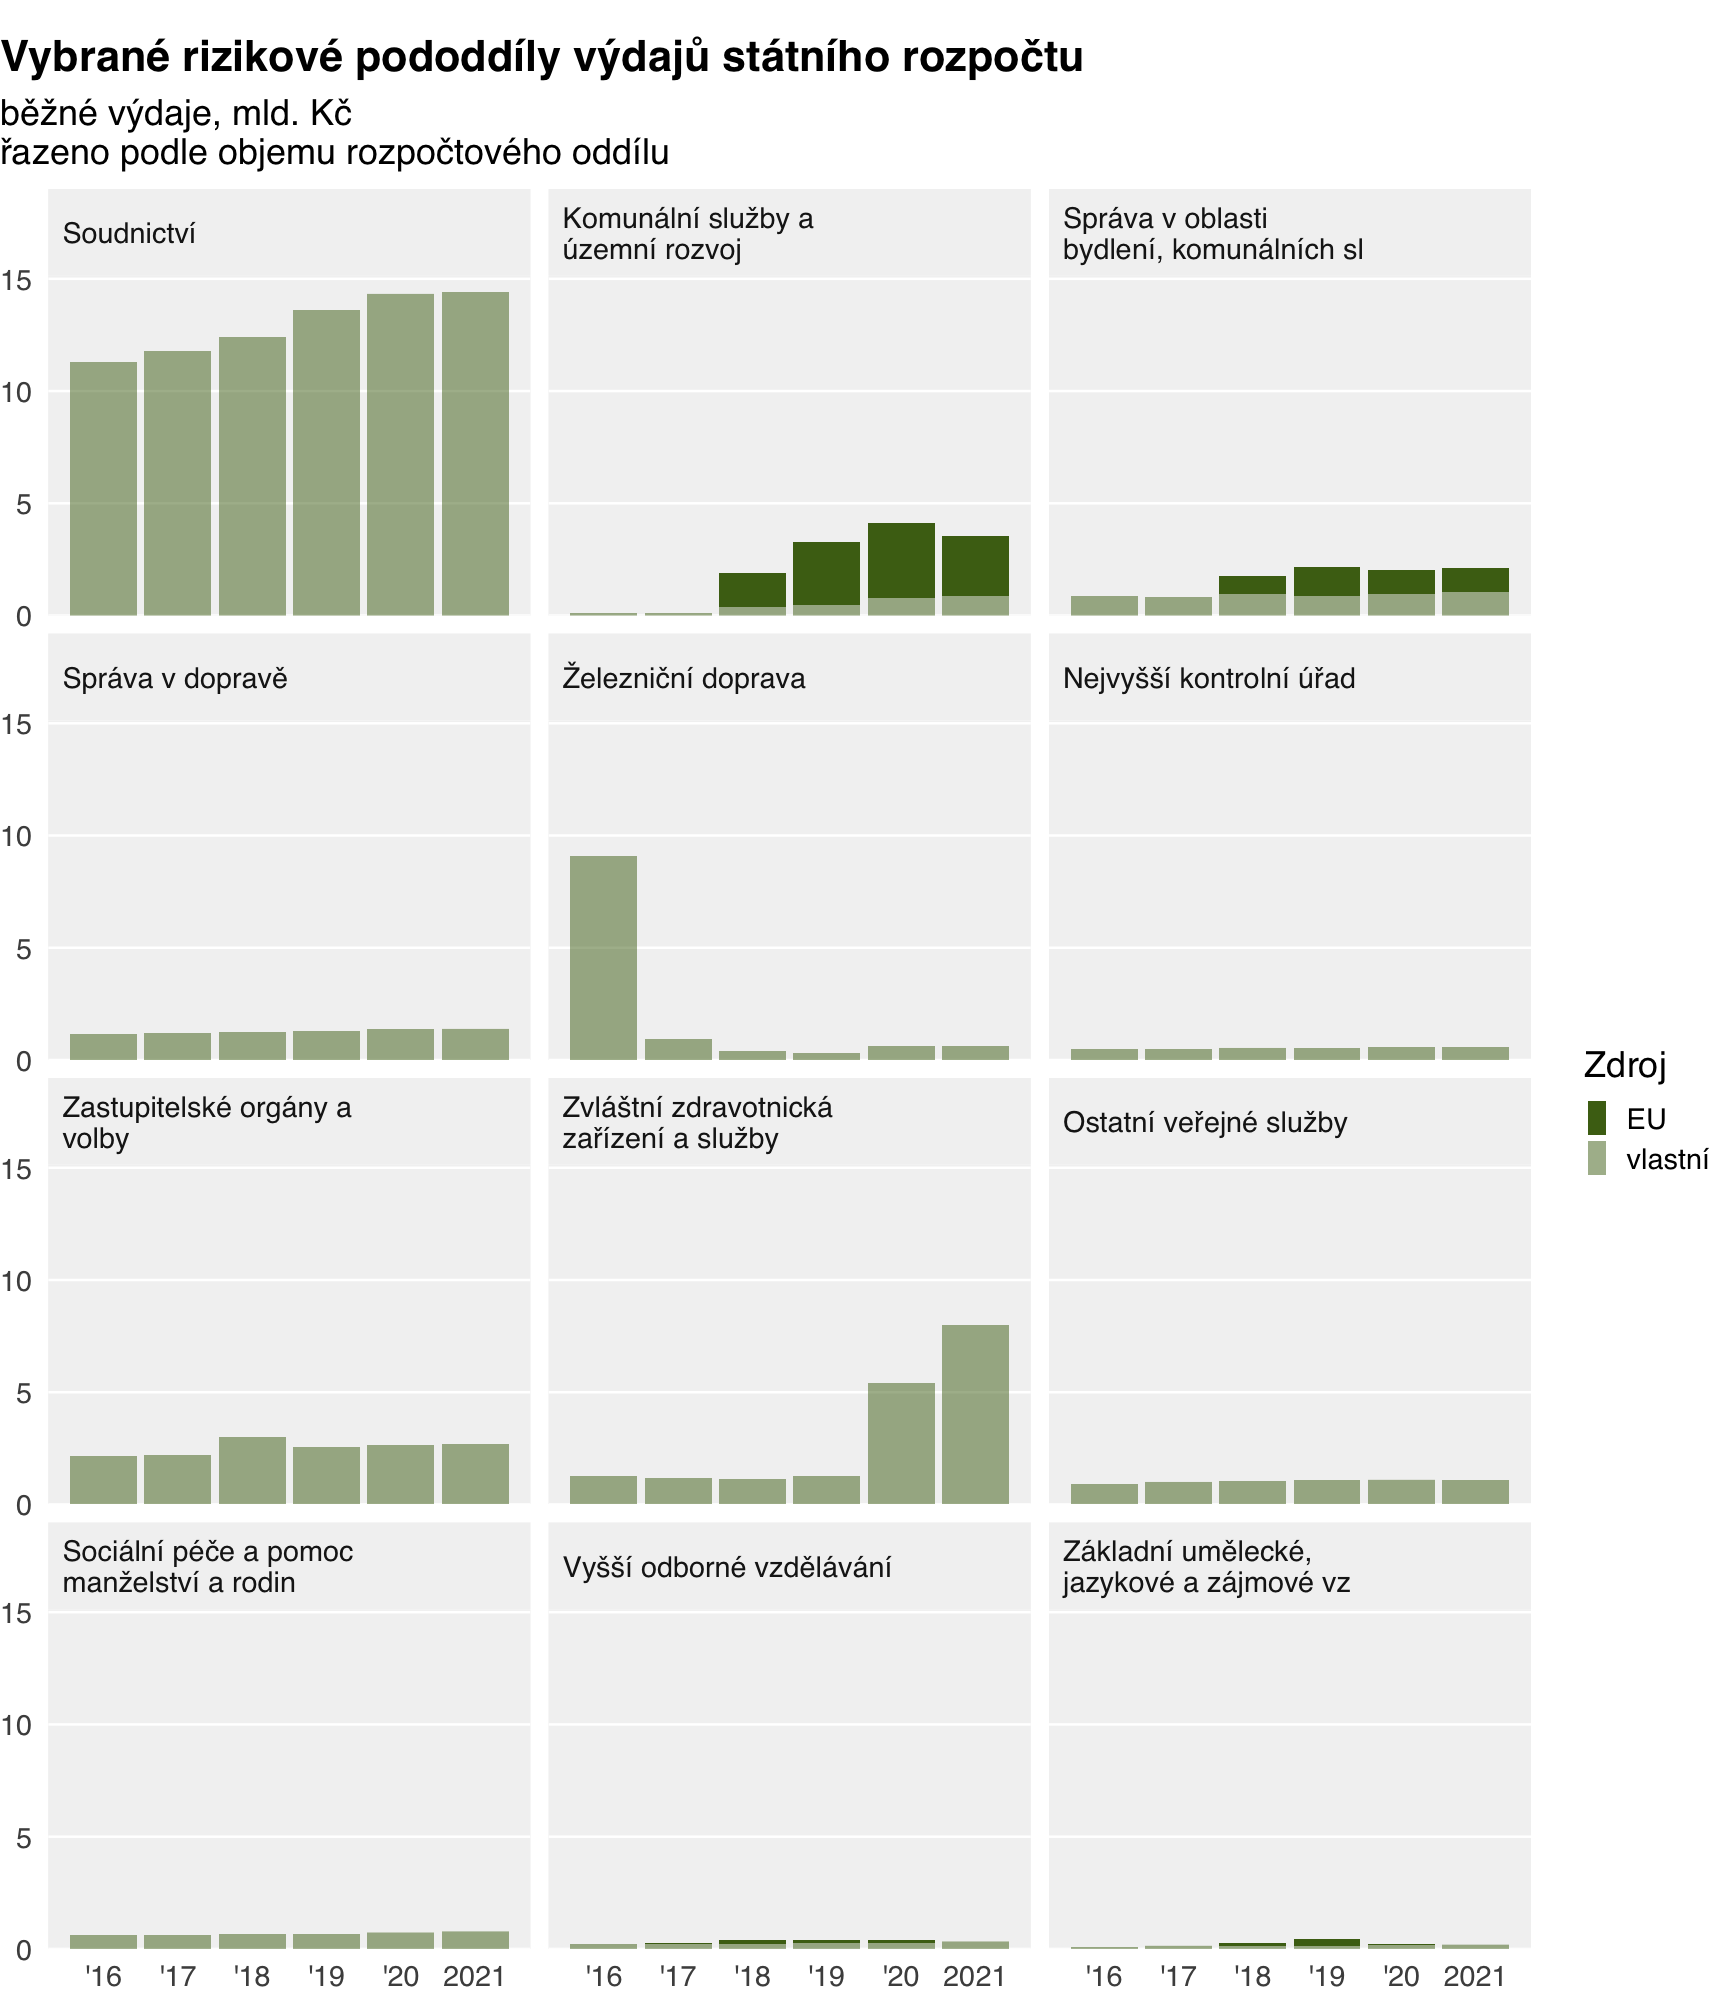 Vybrané rizikové pododdíly výdajů státního rozpočtu
běžné výdaje, mld. Kč
řazeno podle objemu rozpočtového oddílu
Soudnictví
Komunální služby a
územní rozvoj
Správa v oblasti
bydlení, komunálních sl
15
10
5
0
Správa v dopravě
Železniční doprava
Nejvyšší kontrolní úřad
15
10
5
0
Zdroj
EU
vlastní
Zastupitelské orgány a
volby
Zvláštní zdravotnická
zařízení a služby
Ostatní veřejné služby
15
10
5
0
Sociální péče a pomoc
manželství a rodin
Vyšší odborné vzdělávání
Základní umělecké,
jazykové a zájmové vz
15
10
5
0
'16 '17 '18 '19 '20 2021
'16 '17 '18 '19 '20 2021
'16 '17 '18 '19 '20 2021